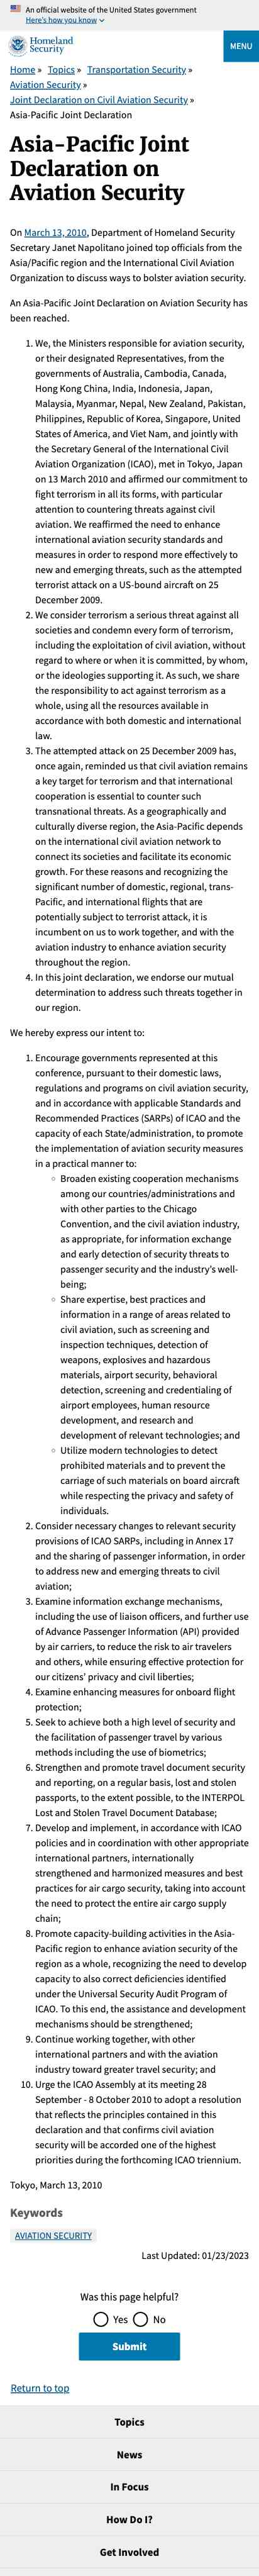 An official website of the United States government
Here's how you know
Homeland
Security
MENU
Home » Topics » Transportation Security »
Aviation Security »
Joint Declaration on Civil Aviation Security »
Asia-Pacific Joint Declaration
Asia-Pacific Joint
Declaration on
Aviation Security
On March 13, 2010, Department of Homeland Security
Secretary Janet Napolitano joined top officials from the
Asia/Pacific region and the International Civil Aviation
Organization to discuss ways to bolster aviation security.
An Asia-Pacific Joint Declaration on Aviation Security has
been reached.
1. We, the Ministers responsible for aviation security,
or their designated Representatives, from the
governments of Australia, Cambodia, Canada,
Hong Kong China, India, Indonesia, Japan,
Malaysia, Myanmar, Nepal, New Zealand, Pakistan,
Philippines, Republic of Korea, Singapore, United
States of America, and Viet Nam, and jointly with
the Secretary General of the International Civil
Aviation Organization (ICAO), met in Tokyo, Japan
on 13 March 2010 and affirmed our commitment to
fight terrorism in all its forms, with particular
attention to countering threats against civil
aviation. We reaffirmed the need to enhance
international aviation security standards and
measures in order to respond more effectively to
new and emerging threats, such as the attempted
terrorist attack on a US-bound aircraft on 25
December 2009.
2. We consider terrorism a serious threat against all
societies and condemn every form of terrorism,
including the exploitation of civil aviation, without
regard to where or when it is committed, by whom,
or the ideologies supporting it. As such, we share
the responsibility to act against terrorism as a
whole, using all the resources available in
accordance with both domestic and international
law.
3. The attempted attack on 25 December 2009 has,
once again, reminded us that civil aviation remains
a key target for terrorism and that international
cooperation is essential to counter such
transnational threats. As a geographically and
culturally diverse region, the Asia-Pacific depends
on the international civil aviation network to
connect its societies and facilitate its economic
growth. For these reasons and recognizing the
significant number of domestic, regional, trans-
Pacific, and international flights that are
potentially subject to terrorist attack, it is
incumbent on us to work together, and with the
aviation industry to enhance aviation security
throughout the region.
4. In this joint declaration, we endorse our mutual
determination to address such threats together in
our region.
We hereby express our intent to:
1. Encourage governments represented at this
conference, pursuant to their domestic laws,
regulations and programs on civil aviation security,
and in accordance with applicable Standards and
Recommended Practices (SARPs) of ICAO and the
capacity of each State/administration, to promote
the implementation of aviation security measures
in a practical manner to:
○ Broaden existing cooperation mechanisms
among our countries/administrations and
with other parties to the Chicago
Convention, and the civil aviation industry,
as appropriate, for information exchange
and early detection of security threats to
passenger security and the industry's well-
being;
○ Share expertise, best practices and
information in a range of areas related to
civil aviation, such as screening and
inspection techniques, detection of
weapons, explosives and hazardous
materials, airport security, behavioral
detection, screening and credentialing of
airport employees, human resource
development, and research and
development of relevant technologies; and
○ Utilize modern technologies to detect
prohibited materials and to prevent the
carriage of such materials on board aircraft
while respecting the privacy and safety of
individuals.
2. Consider necessary changes to relevant security
provisions of ICAO SARPs, including in Annex 17
and the sharing of passenger information, in order
to address new and emerging threats to civil
aviation;
3. Examine information exchange mechanisms,
including the use of liaison officers, and further use
of Advance Passenger Information (API) provided
by air carriers, to reduce the risk to air travelers
and others, while ensuring effective protection for
our citizens' privacy and civil liberties;
4. Examine enhancing measures for onboard flight
protection;
5. Seek to achieve both a high level of security and
the facilitation of passenger travel by various
methods including the use of biometrics;
6. Strengthen and promote travel document security
and reporting, on a regular basis, lost and stolen
passports, to the extent possible, to the INTERPOL
Lost and Stolen Travel Document Database;
7. Develop and implement, in accordance with ICAO
policies and in coordination with other appropriate
international partners, internationally
strengthened and harmonized measures and best
practices for air cargo security, taking into account
the need to protect the entire air cargo supply
chain;
8. Promote capacity-building activities in the Asia-
Pacific region to enhance aviation security of the
region as a whole, recognizing the need to develop
capacity to also correct deficiencies identified
under the Universal Security Audit Program of
ICAO. To this end, the assistance and development
mechanisms should be strengthened;
9. Continue working together, with other
international partners and with the aviation
industry toward greater travel security; and
10. Urge the ICAO Assembly at its meeting 28
September - 8 October 2010 to adopt a resolution
that reflects the principles contained in this
declaration and that confirms civil aviation
security will be accorded one of the highest
priorities during the forthcoming ICAO triennium.
Tokyo, March 13, 2010
Keywords
AVIATION SECURITY
Last Updated: 01/23/2023
Was this page helpful?
Yes No
Submit
Return to top
Topics
News
In Focus
How Do I?
Get Involved